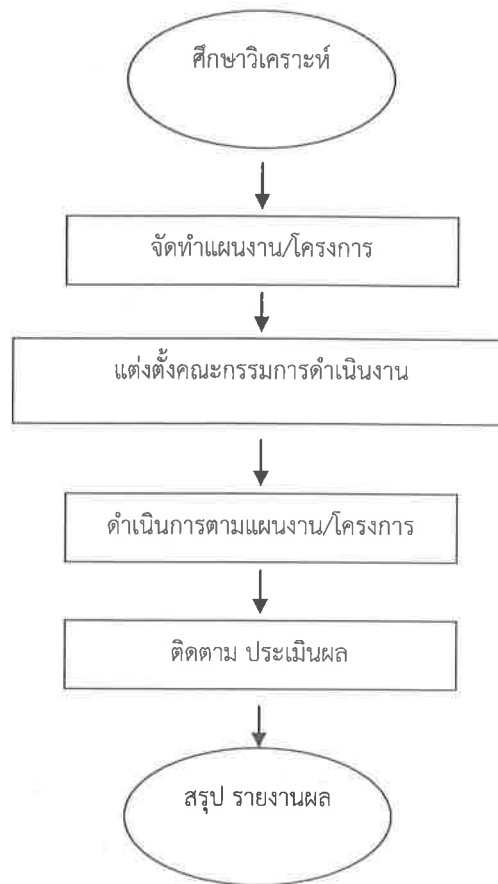 ศึกษาวิเคราะห์
จัดทำแผนงาน/โครงการ
แต่งตั้งคณะกรรมการดำเนินงาน
ดำเนินการตามแผนงาน/โครงการ
ติดตาม ประเมินผล
สรุป รายงานผล